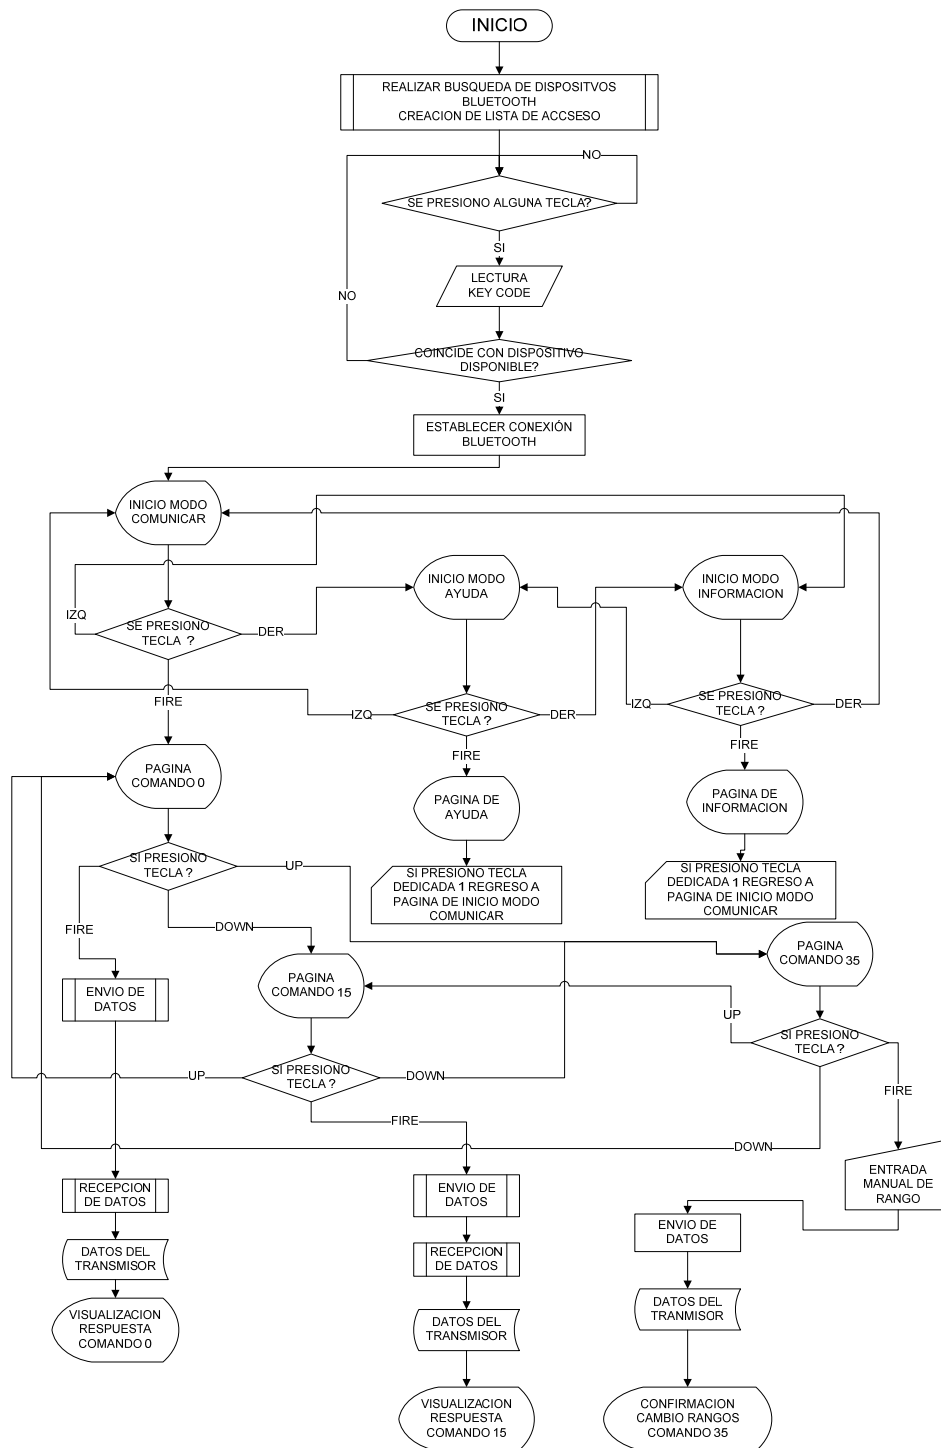 INICIO
REALIZAR BUSQUEDA DE DISPOSITVOS
BLUETOOTH
CREACION DE LISTA DE ACCSESO
NO
SE PRESIONO ALGUNA TECLA?
SI
LECTURA
KEY CODE
NO
COINCIDE CON DISPOSITIVO
DISPONIBLE?
SI
ESTABLECER CONEXIÓN
BLUETOOTH
INICIO MODO
COMUNICAR
INICIO MODO
AYUDA
INICIO MODO
INFORMACION
IZQ
SE PRESIONO
TECLA ?
DER
FIRE
IZQ
SE PRESIONO
TECLA ?
DER
IZQ
SE PRESIONO
TECLA ?
DER
FIRE
FIRE
PAGINA
COMANDO 0
PAGINA DE
AYUDA
PAGINA DE
INFORMACION
SI PRESIONO
TECLA ?
UP
SI PRESIONO TECLA
DEDICADA 1 REGRESO A
PAGINA DE INICIO MODO
COMUNICAR
SI PRESIONO TECLA
DEDICADA 1 REGRESO A
PAGINA DE INICIO MODO
COMUNICAR
FIRE
DOWN
PAGINA
COMANDO 15
PAGINA
COMANDO 35
ENVIO DE
DATOS
UP
SI PRESIONO
TECLA ?
UP
SI PRESIONO
TECLA ?
DOWN
FIRE
FIRE
DOWN
ENTRADA
MANUAL DE
RANGO
RECEPCION
DE DATOS
ENVIO DE
DATOS
ENVIO DE
DATOS
DATOS DEL
TRANSMISOR
RECEPCION
DE DATOS
VISUALIZACION
RESPUESTA
COMANDO 0
DATOS DEL
TRANSMISOR
DATOS DEL
TRANMISOR
VISUALIZACION
RESPUESTA
COMANDO 15
CONFIRMACION
CAMBIO RANGOS
COMANDO 35